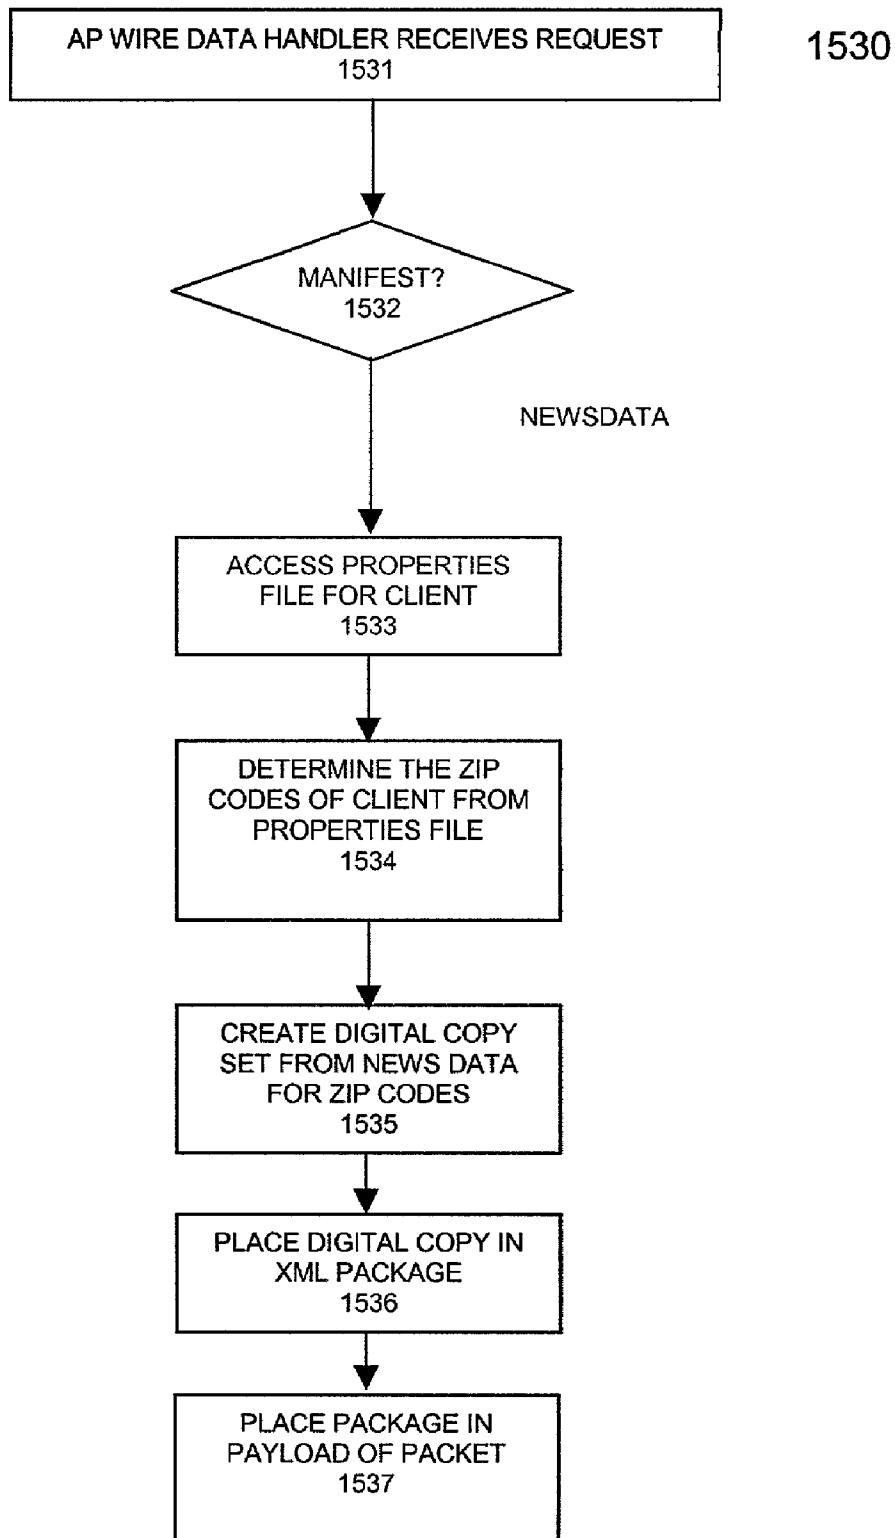 AP WIRE DATA HANDLER RECEIVES REQUEST
1531
1530
MANIFEST?
1532
NEWSDATA
ACCESS PROPERTIES
FILE FOR CLIENT
1533
DETERMINE THE ZIP
CODES OF CLIENT FROM
PROPERTIES FILE
1534
CREATE DIGITAL COPY
SET FROM NEWS DATA
FOR ZIP CODES
1535
PLACE DIGITAL COPY IN
XML PACKAGE
1536
PLACE PACKAGE IN
PAYLOAD OF PACKET
1537